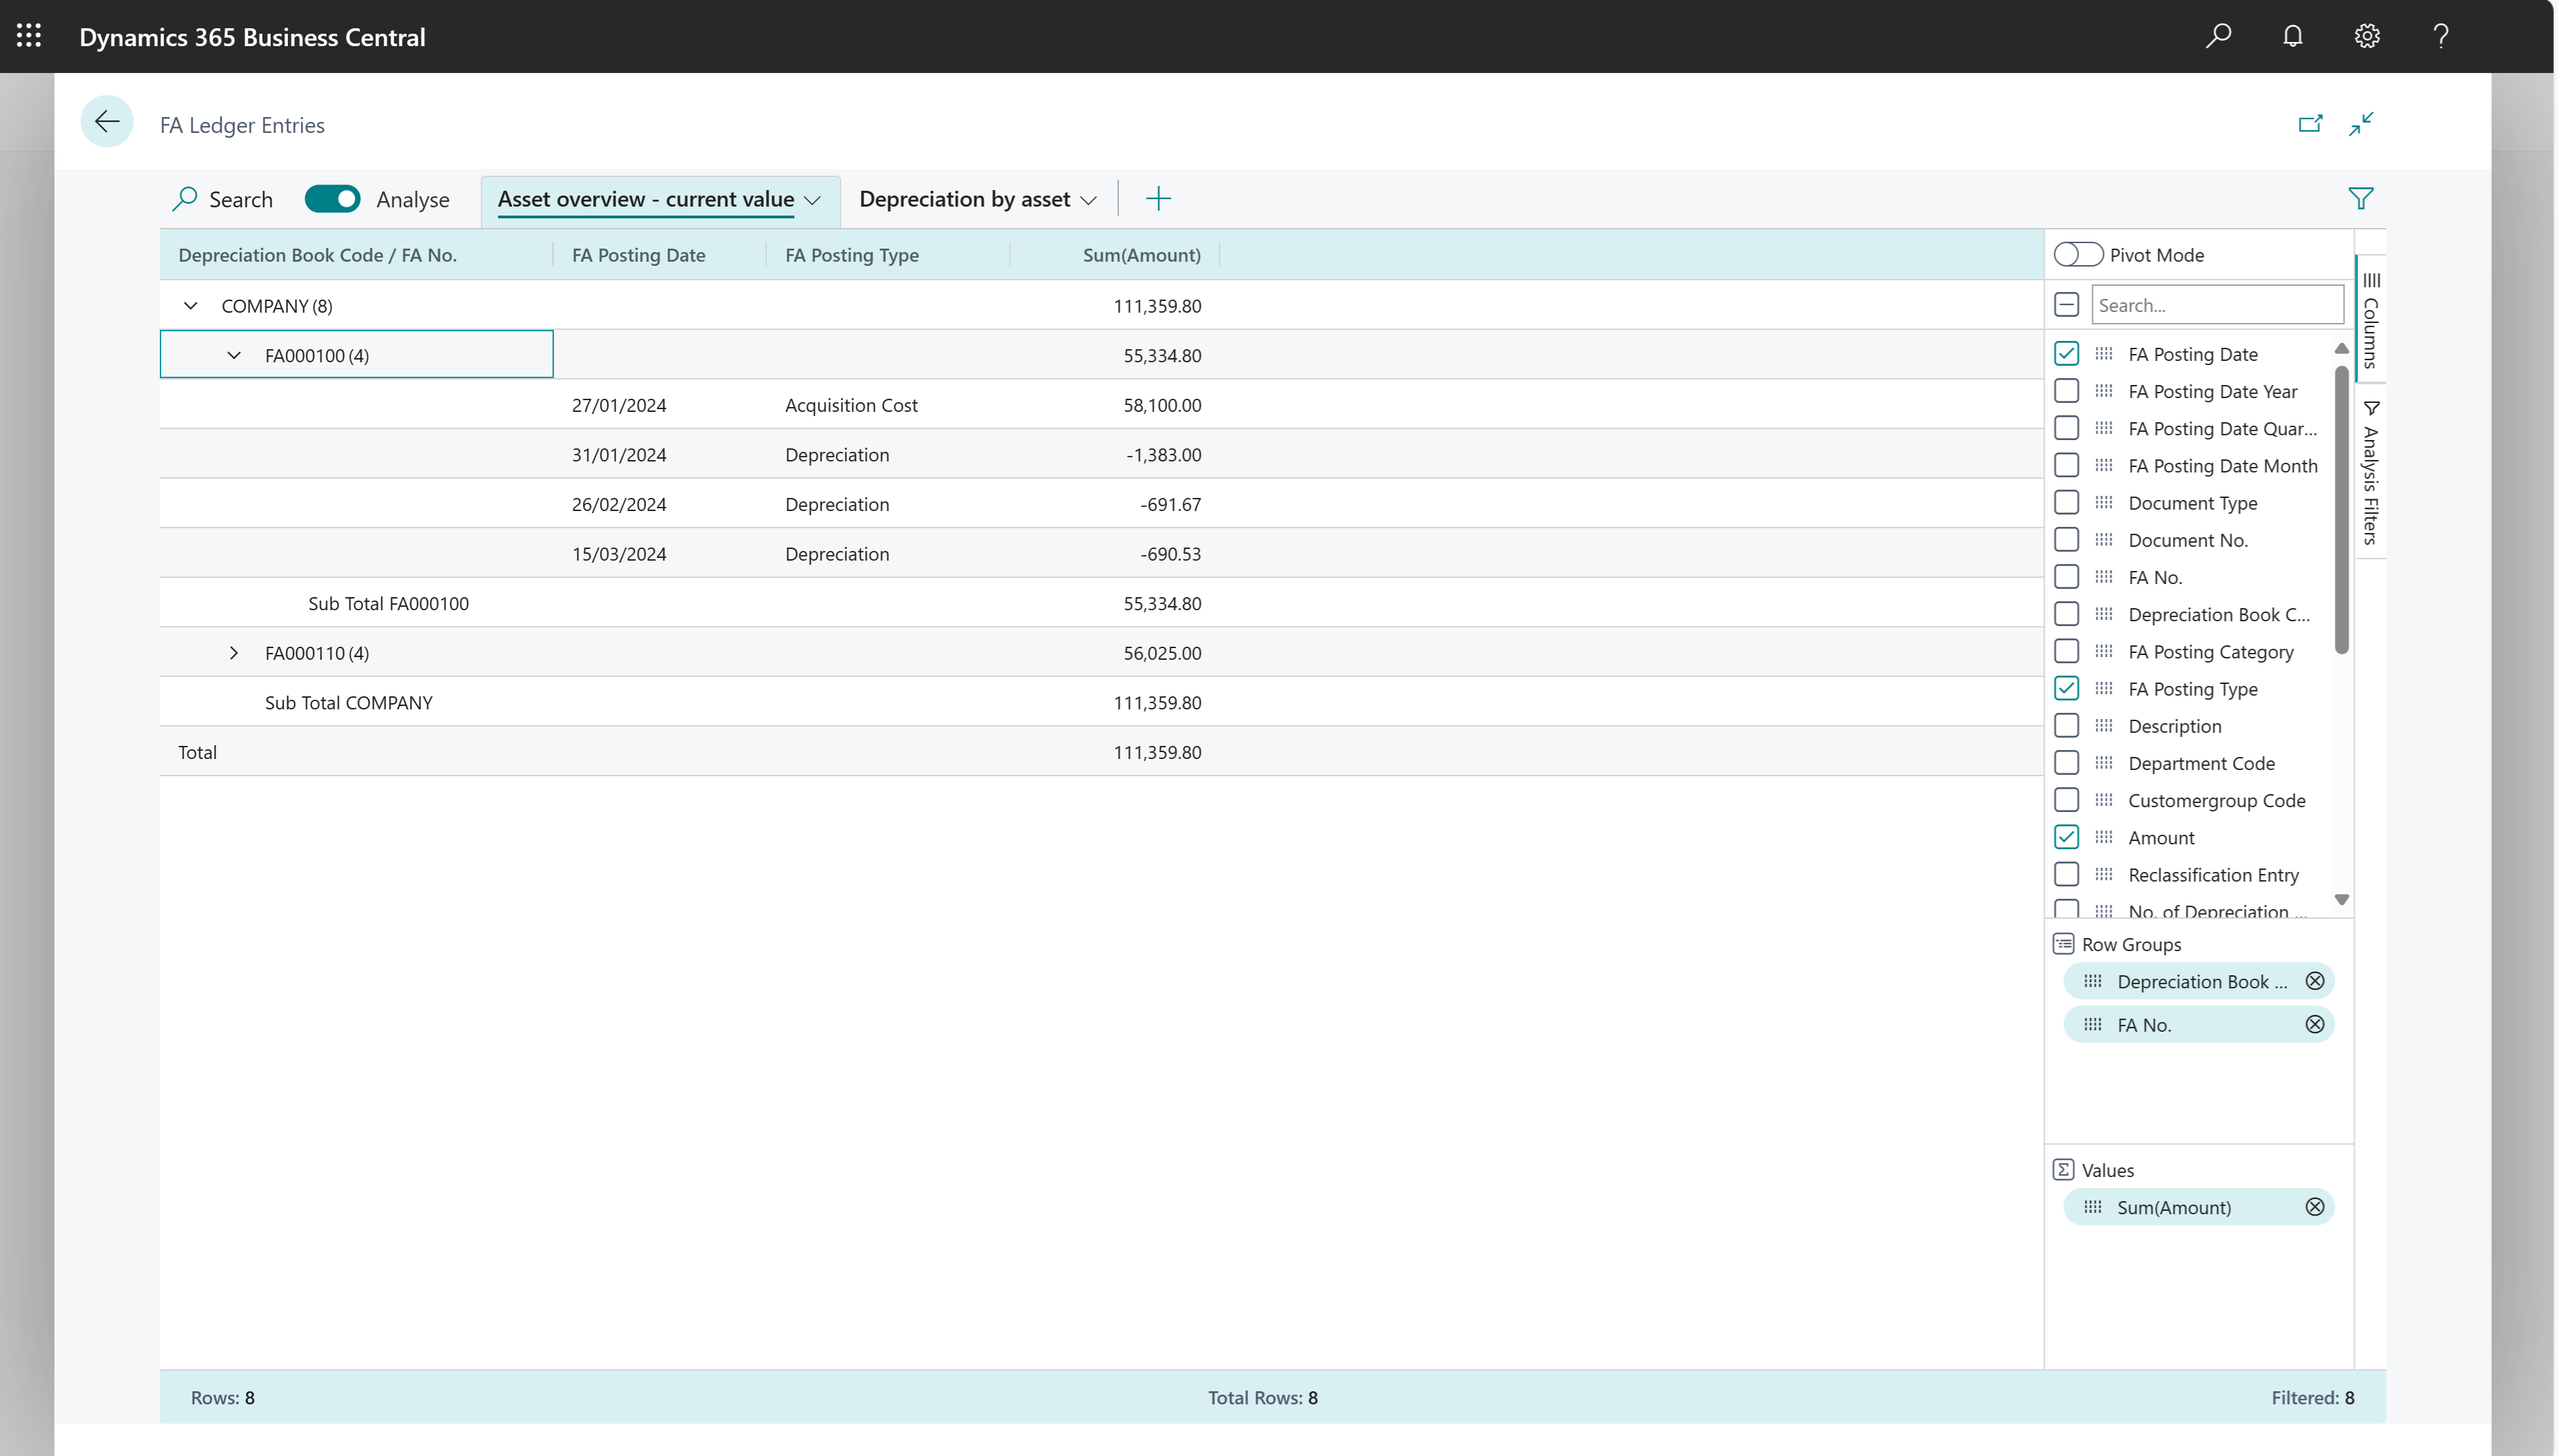 Dynamics 365 Business Central
FA Ledger Entries
Search Analyse Asset overview - current value Depreciation by asset
Depreciation Book Code / FA No. FA Posting Date FA Posting Type Sum(Amount)
COMPANY (8) 111,359.80
FA000100 (4) 55,334.80
27/01/2024 Acquisition Cost 58,100.00
31/01/2024 Depreciation -1,383.00
26/02/2024 Depreciation -691.67
15/03/2024 Depreciation -690.53
Sub Total FA000100 55,334.80
FA000110 (4) 56,025.00
Sub Total COMPANY 111,359.80
Total 111,359.80
Pivot Mode
Search...
FA Posting Date
FA Posting Date Year
FA Posting Date Quar...
FA Posting Date Month
Document Type
Document No.
FA No.
Depreciation Book C...
FA Posting Category
FA Posting Type
Description
Department Code
Customergroup Code
Amount
Reclassification Entry
No. of Depreciation ...
Row Groups
Depreciation Book ...
FA No.
Values
Sum(Amount)
Columns
Analysis Filters
Rows: 8 Total Rows: 8 Filtered: 8